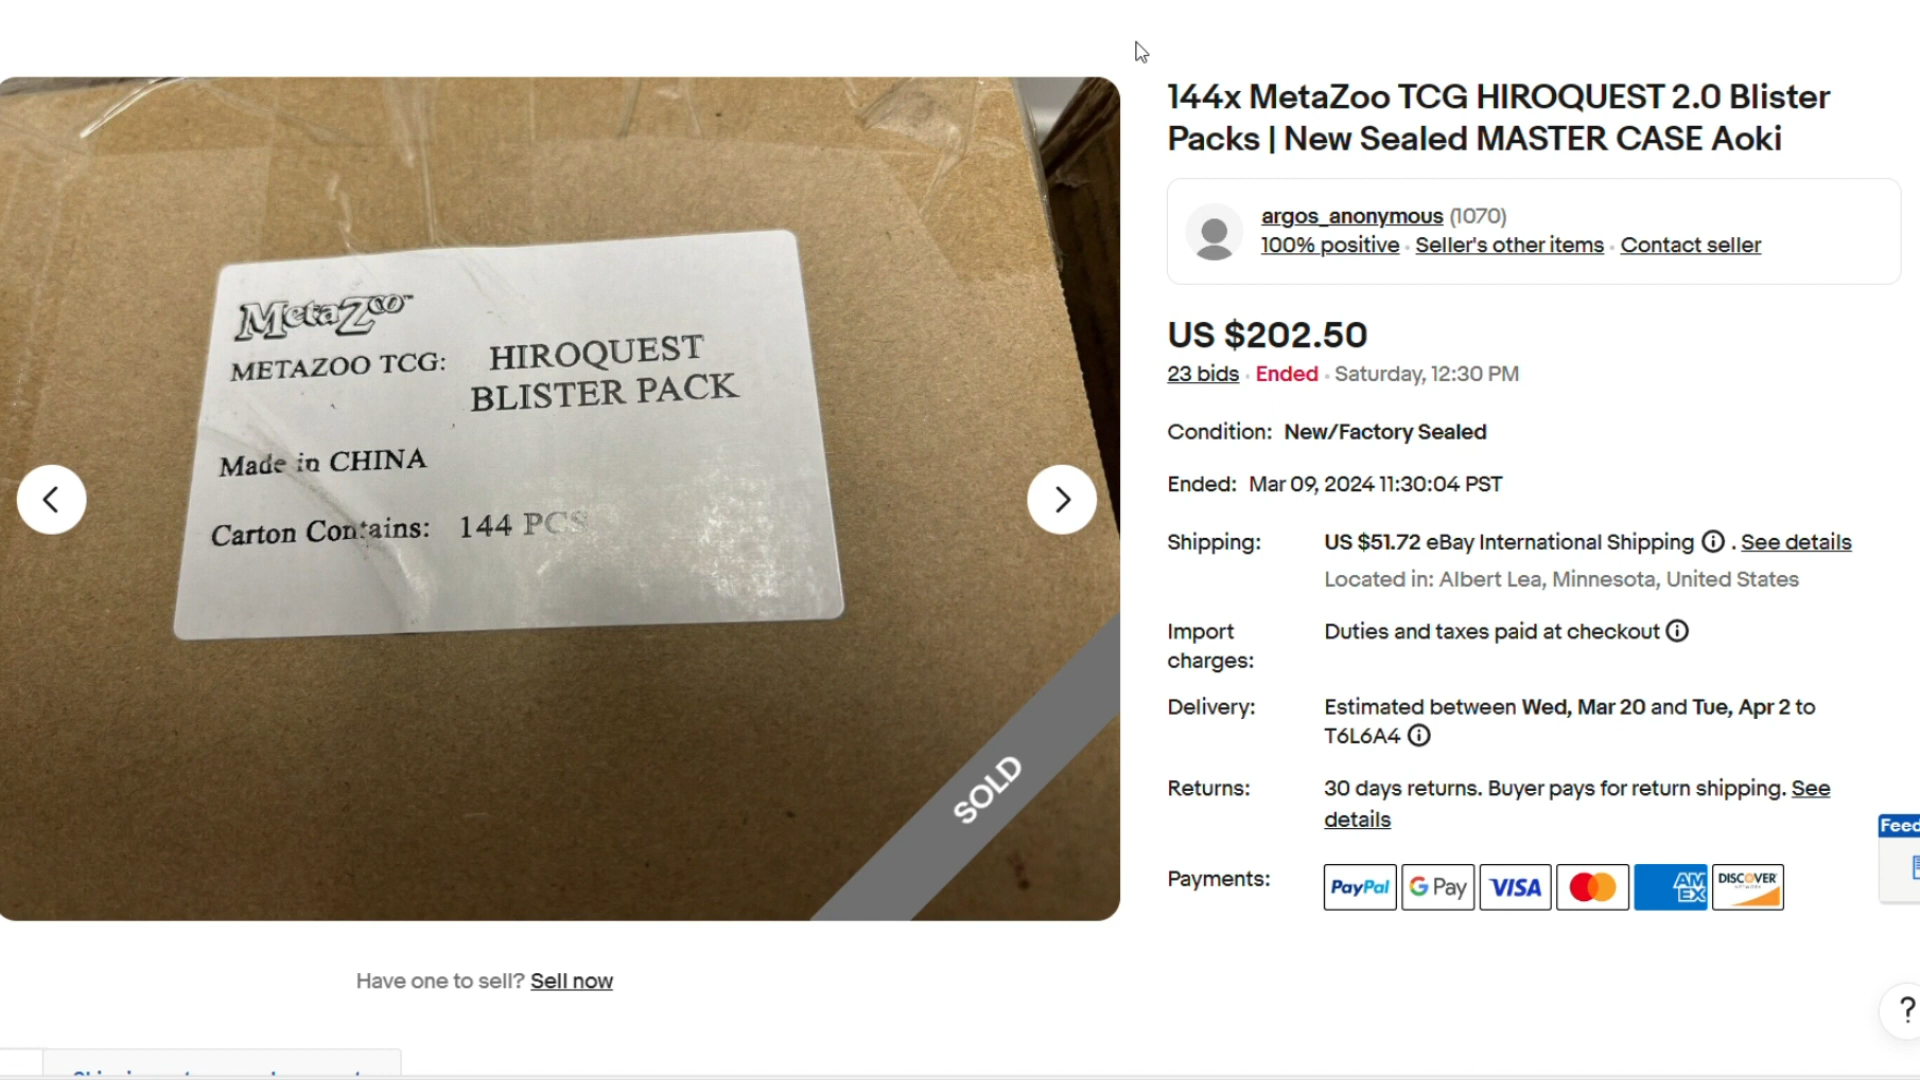 144x MetaZoo TCG HIROQUEST 2.0 Blister
Packs | New Sealed MASTER CASE Aoki
argos_anonymous (1070)
100% positive · Seller's other items · Contact seller
US $202.50
23 bids · Ended · Saturday, 12:30 PM
Condition: New/Factory Sealed
Ended: Mar 09, 2024 11:30:04 PST
Shipping: US $51.72 eBay International Shipping . See details
Located in: Albert Lea, Minnesota, United States
Import charges: Duties and taxes paid at checkout
Delivery: Estimated between Wed, Mar 20 and Tue, Apr 2 to
T6L6A4
Returns: 30 days returns. Buyer pays for return shipping. See
details
Payments: PayPal G Pay VISA AM EX DISCOVER
MetaZoo™
METAZOO TCG: HIROQUEST
BLISTER PACK
Made in CHINA
Carton Contains: 144 PCS
SOLD
Have one to sell? Sell now
?